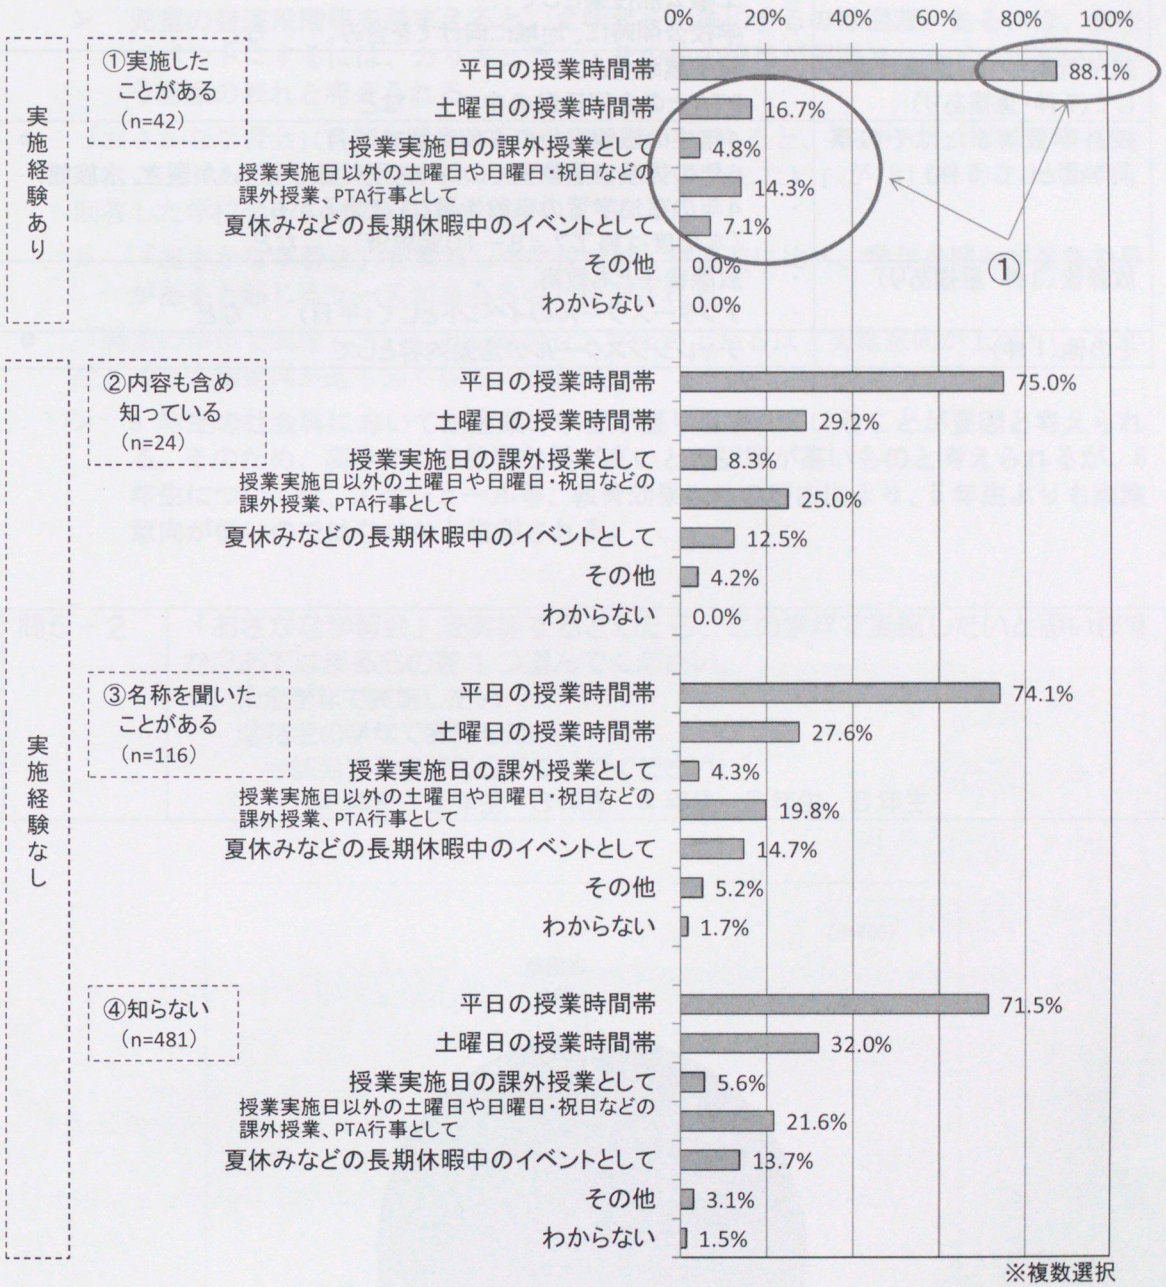 0% 20% 40% 60% 80% 100%
実施経験あり
①実施した
ことがある
(n=42)
平日の授業時間帯 88.1%
土曜日の授業時間帯 16.7%
授業実施日の課外授業として 4.8%
授業実施日以外の土曜日や日曜日・祝日などの
課外授業、PTA行事として 14.3%
夏休みなどの長期休暇中のイベントとして 7.1%
その他 0.0%
わからない 0.0%
①
実施経験なし
②内容も含め
知っている
(n=24)
平日の授業時間帯 75.0%
土曜日の授業時間帯 29.2%
授業実施日の課外授業として 8.3%
授業実施日以外の土曜日や日曜日・祝日などの
課外授業、PTA行事として 25.0%
夏休みなどの長期休暇中のイベントとして 12.5%
その他 4.2%
わからない 0.0%
③名称を聞いた
ことがある
(n=116)
平日の授業時間帯 74.1%
土曜日の授業時間帯 27.6%
授業実施日の課外授業として 4.3%
授業実施日以外の土曜日や日曜日・祝日などの
課外授業、PTA行事として 19.8%
夏休みなどの長期休暇中のイベントとして 14.7%
その他 5.2%
わからない 1.7%
④知らない
(n=481)
平日の授業時間帯 71.5%
土曜日の授業時間帯 32.0%
授業実施日の課外授業として 5.6%
授業実施日以外の土曜日や日曜日・祝日などの
課外授業、PTA行事として 21.6%
夏休みなどの長期休暇中のイベントとして 13.7%
その他 3.1%
わからない 1.5%
※複数選択